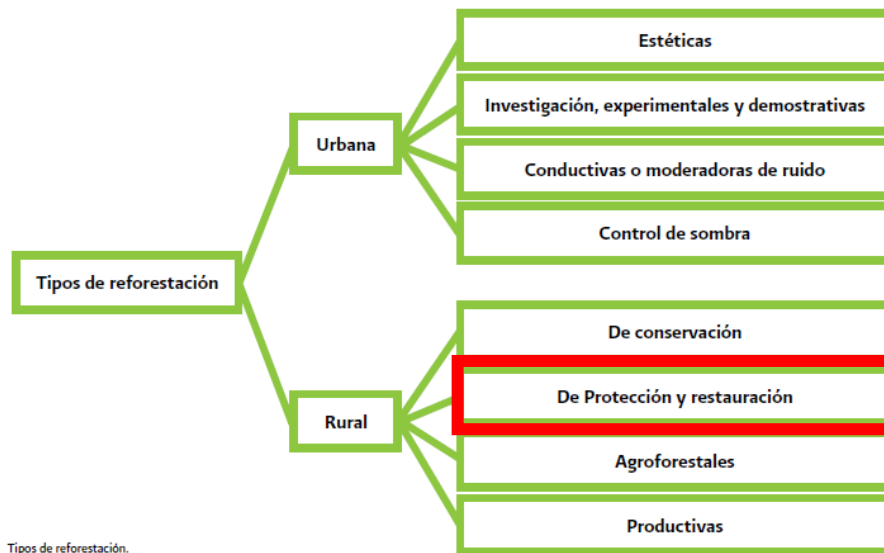 Tipos de reforestación
Urbana
Estéticas
Investigación, experimentales y demostrativas
Conductivas o moderadoras de ruido
Control de sombra
Rural
De conservación
De Protección y restauración
Agroforestales
Productivas
Tipos de reforestación.